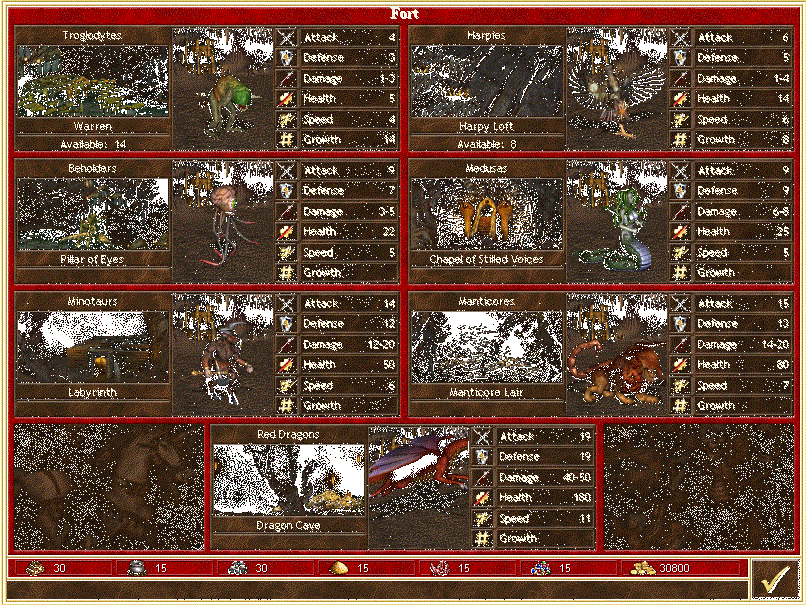 Fort
Troglodytes
Attack 4
Defense 3
Damage 1-3
Health 5
Speed 4
Growth 14
Warren
Available: 14
Harpies
Attack 6
Defense 5
Damage 1-4
Health 14
Speed 6
Growth 8
Harpy Loft
Available: 8
Beholders
Attack 9
Defense 7
Damage 3-5
Health 22
Speed 5
Growth
Pillar of Eyes
Medusas
Attack 9
Defense 9
Damage 6-8
Health 25
Speed 5
Growth
Chapel of Stilled Voices
Minotaurs
Attack 14
Defense 12
Damage 12-20
Health 50
Speed 6
Growth
Labyrinth
Manticores
Attack 15
Defense 13
Damage 14-20
Health 80
Speed 7
Growth
Manticore Lair
Red Dragons
Attack 19
Defense 19
Damage 40-50
Health 180
Speed 11
Growth
Dragon Cave
30 15 30 15 15 15 30800